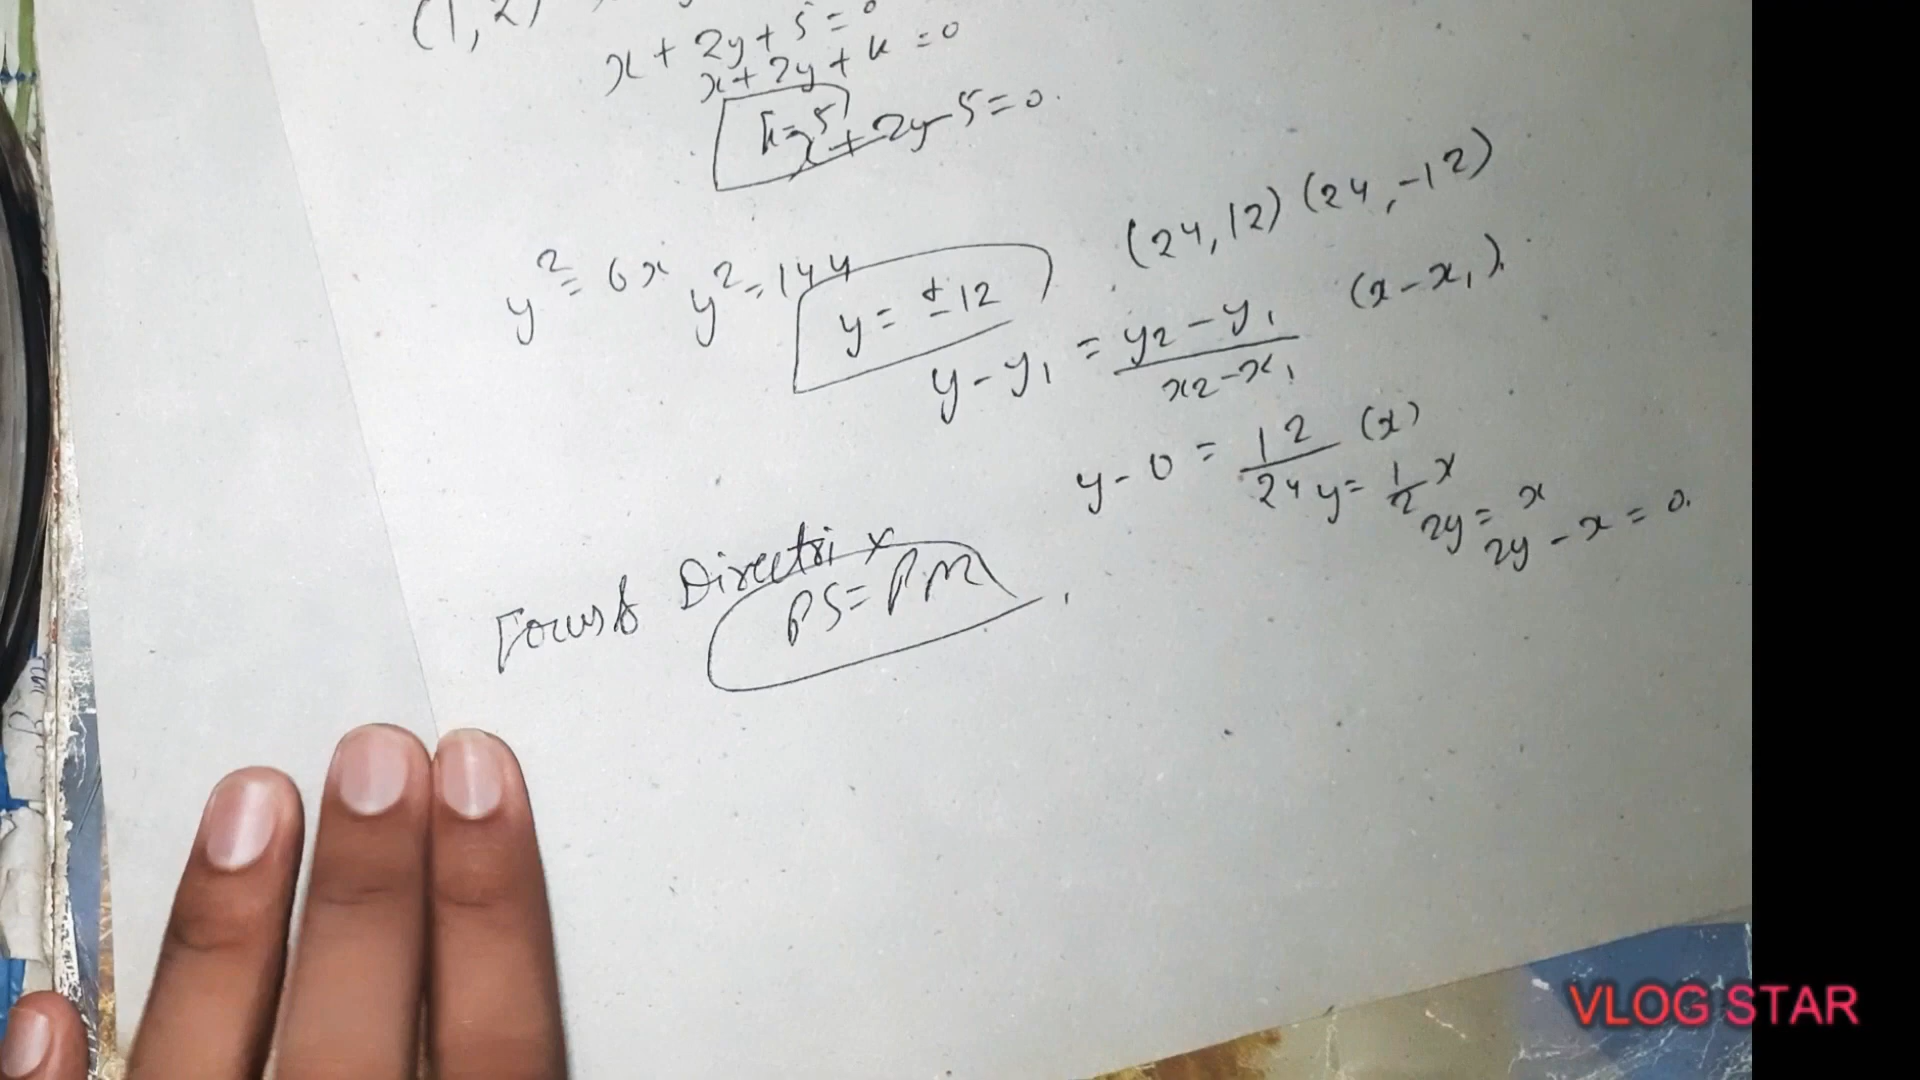 (1,2)
x + 2y + 5 = 0
x + 2y + k = 0
k = 5
x + 2y - 5 = 0.
y² = 6x y² = 144
y = ± 12
(24,12) (24,-12)
y - y₁ = y₂ - y₁ / x₂ - x₁ (x - x₁).
y - 0 = 12/24 (x)
y = 1/2 x
2y = x
2y - x = 0.
Focus & Directrix
PS = PM
VLOG STAR